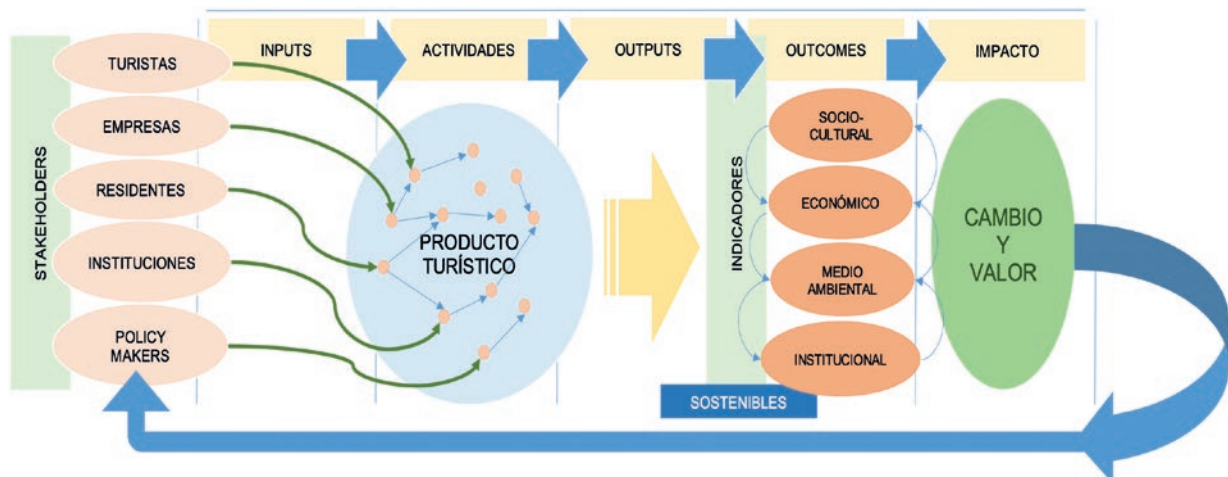 INPUTS
ACTIVIDADES
OUTPUTS
OUTCOMES
IMPACTO
STAKEHOLDERS
TURISTAS
EMPRESAS
RESIDENTES
INSTITUCIONES
POLICY
MAKERS
PRODUCTO
TURÍSTICO
INDICADORES
SOCIO-
CULTURAL
ECONÓMICO
MEDIO
AMBIENTAL
INSTITUCIONAL
SOSTENIBLES
CAMBIO
Y
VALOR